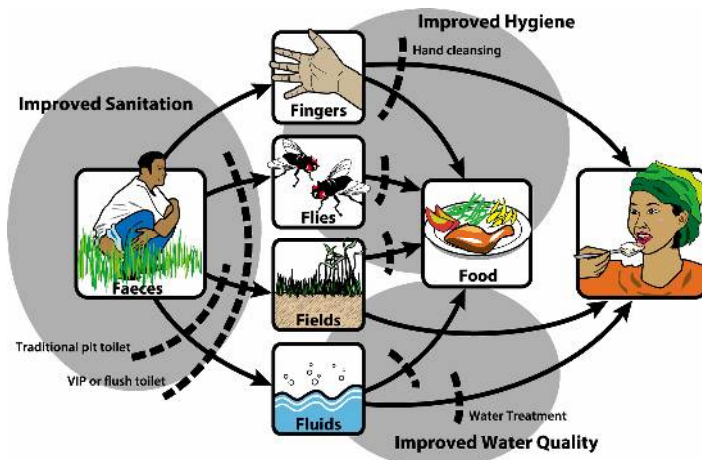 Improved Hygiene
Hand cleansing
Improved Sanitation
Fingers
Flies
Faeces
Food
Fields
Traditional pit toilet
VIP or flush toilet
Fluids
Water Treatment
Improved Water Quality